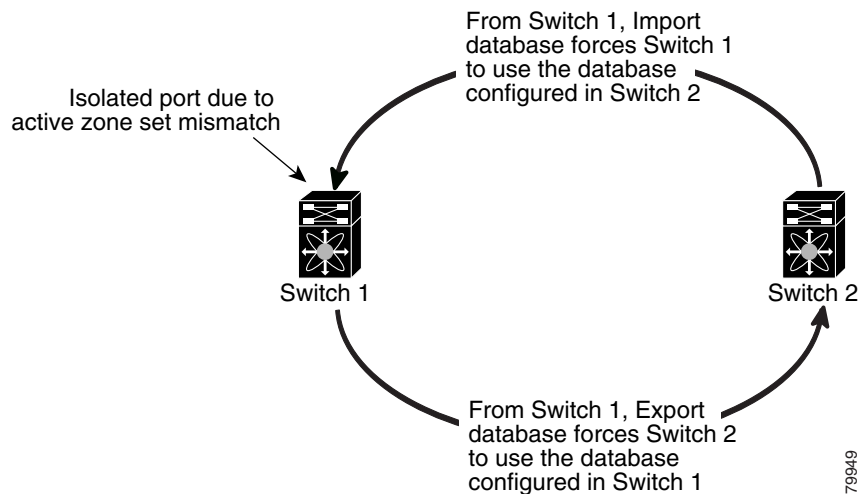 From Switch 1, Import
database forces Switch 1
to use the database
configured in Switch 2
Isolated port due to
active zone set mismatch
Switch 1
Switch 2
From Switch 1, Export
database forces Switch 2
to use the database
configured in Switch 1
79949